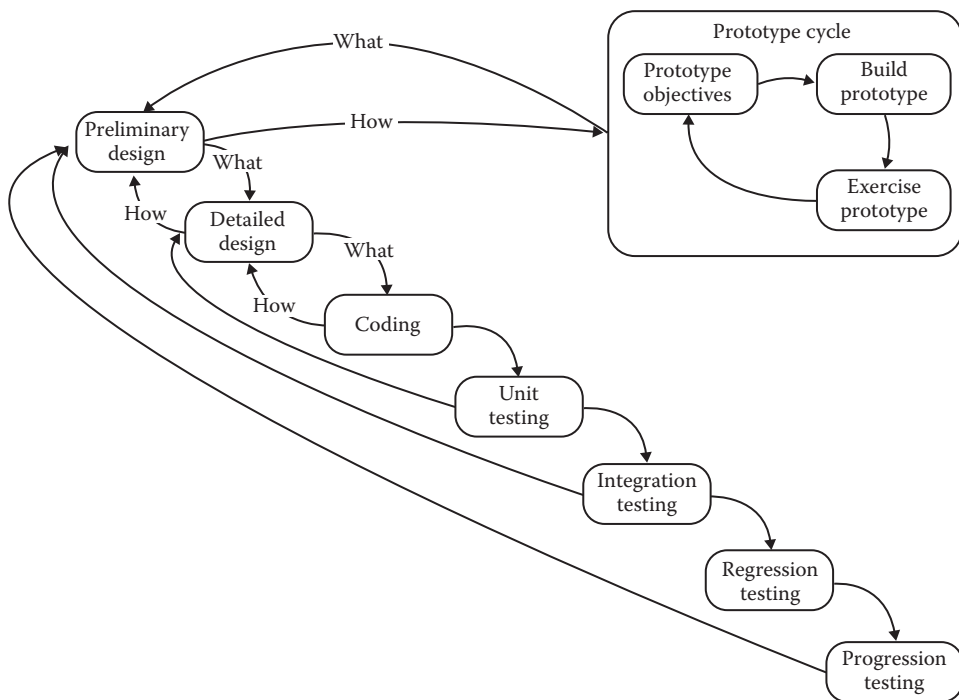 What
Prototype cycle
Prototype
objectives
Build
prototype
Exercise
prototype
How
Preliminary
design
What
How
Detailed
design
What
How
Coding
Unit
testing
Integration
testing
Regression
testing
Progression
testing